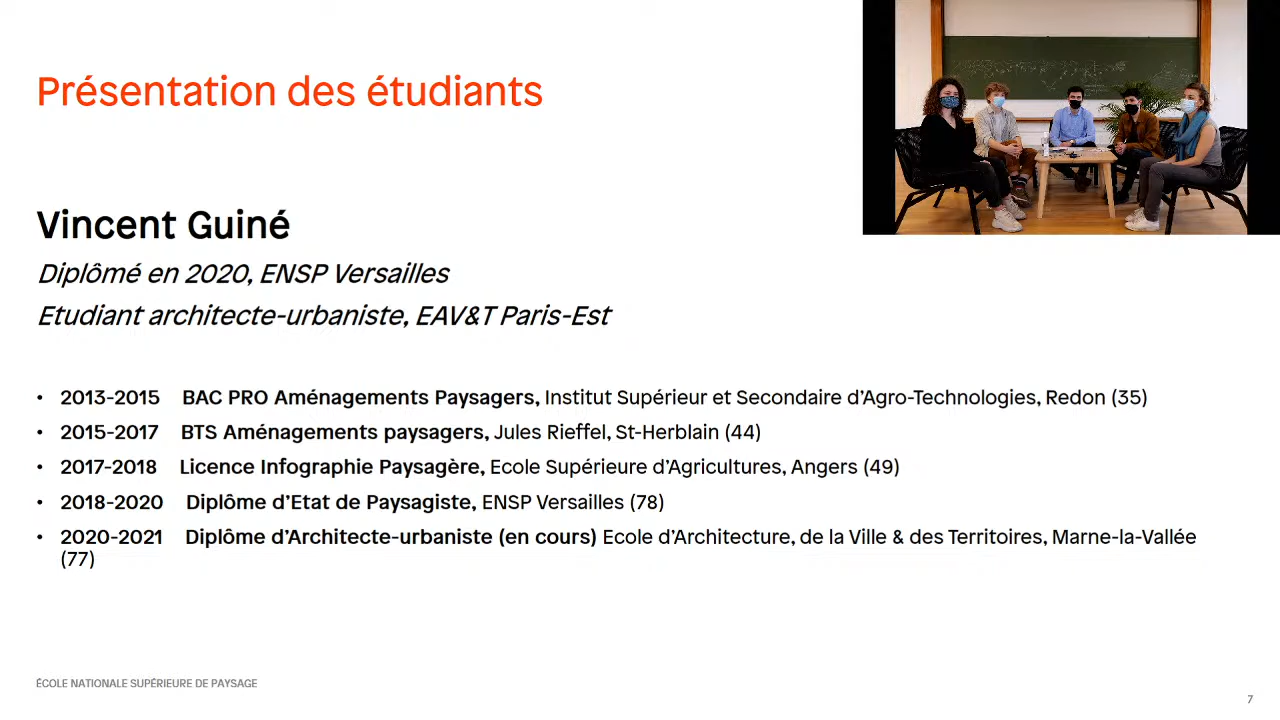 Présentation des étudiants
Vincent Guiné
Diplômé en 2020, ENSP Versailles
Etudiant architecte-urbaniste, EAV&T Paris-Est
• 2013-2015 BAC PRO Aménagements Paysagers, Institut Supérieur et Secondaire d'Agro-Technologies, Redon (35)
• 2015-2017 BTS Aménagements paysagers, Jules Rieffel, St-Herblain (44)
• 2017-2018 Licence Infographie Paysagère, Ecole Supérieure d'Agricultures, Angers (49)
• 2018-2020 Diplôme d'Etat de Paysagiste, ENSP Versailles (78)
• 2020-2021 Diplôme d'Architecte-urbaniste (en cours) Ecole d'Architecture, de la Ville & des Territoires, Marne-la-Vallée
(77)
ÉCOLE NATIONALE SUPÉRIEURE DE PAYSAGE
7